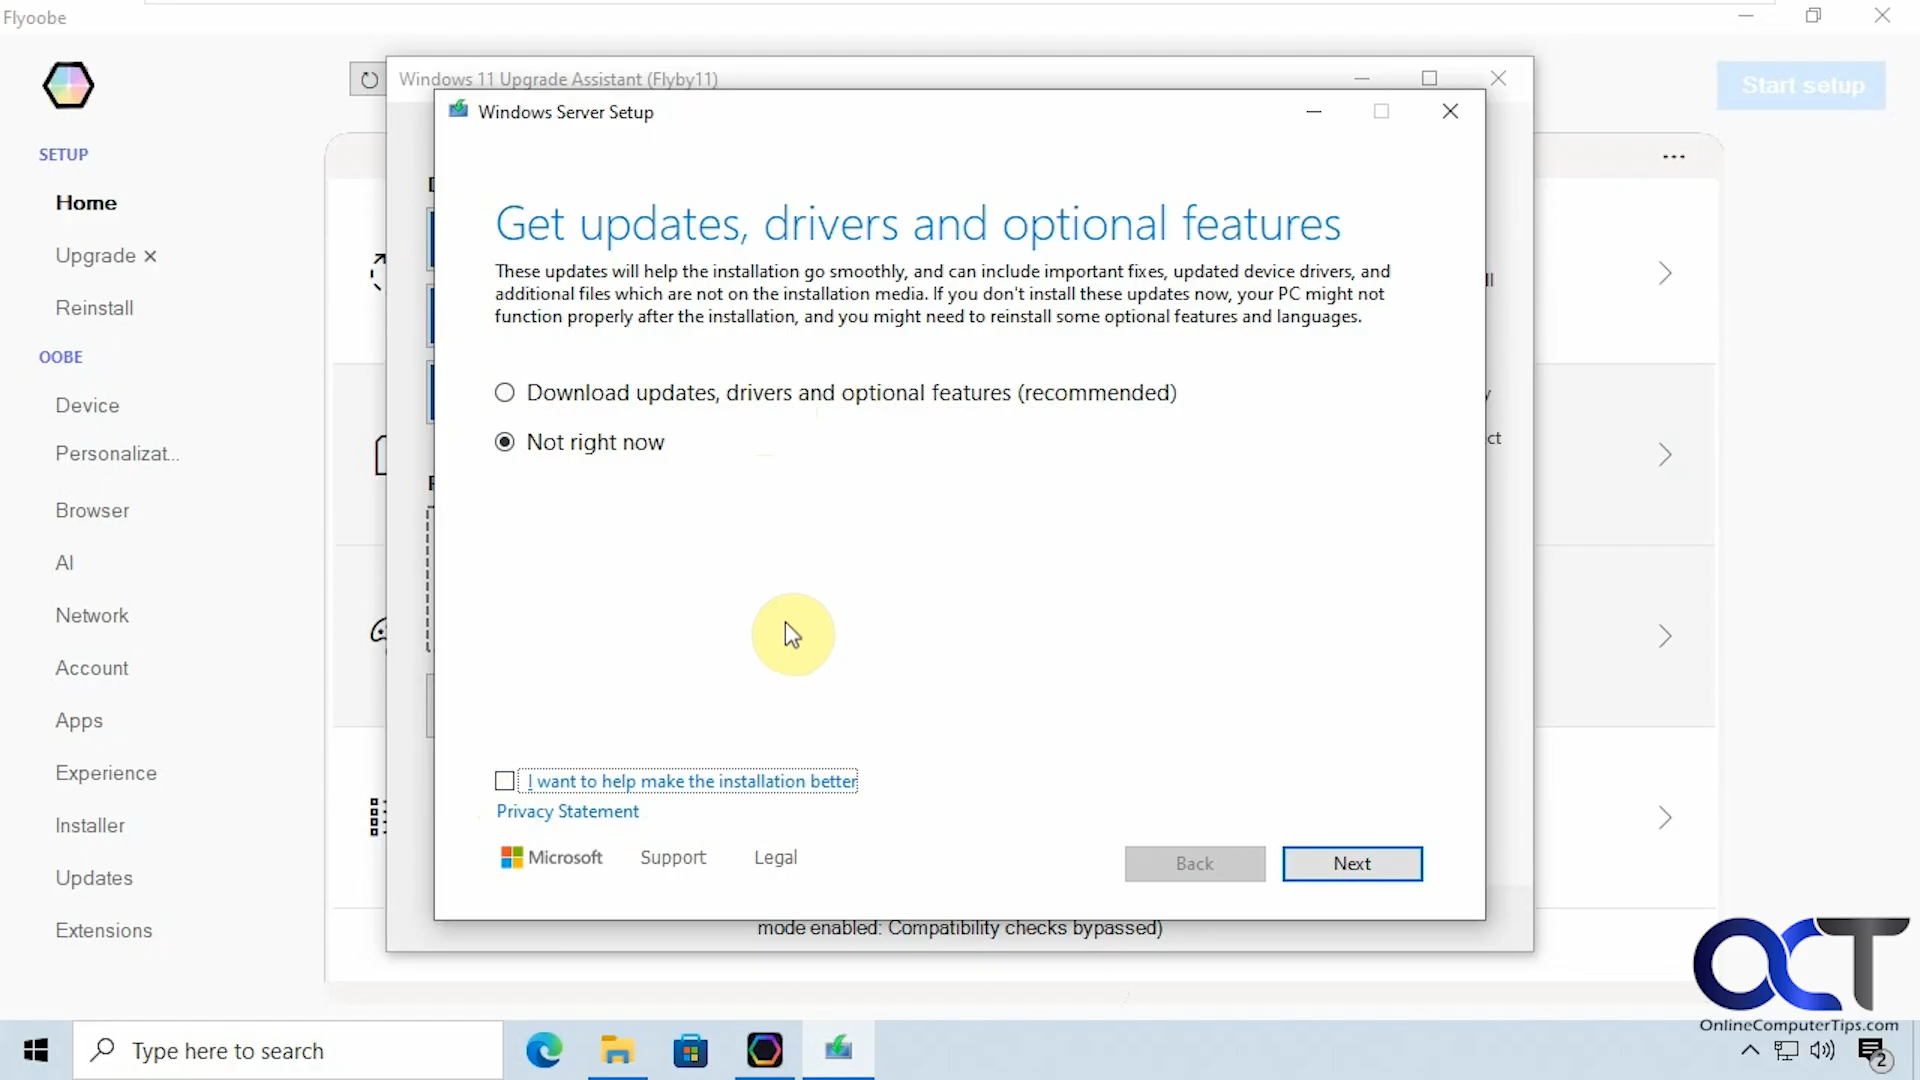 Flyoobe
Windows 11 Upgrade Assistant (Flyby11)
Start setup
Windows Server Setup
SETUP
Home
Upgrade
Reinstall
OOBE
Device
Personalizat...
Browser
AI
Network
Account
Apps
Experience
Installer
Updates
Extensions
Get updates, drivers and optional features
These updates will help the installation go smoothly, and can include important fixes, updated device drivers, and
additional files which are not on the installation media. If you don't install these updates now, your PC might not
function properly after the installation, and you might need to reinstall some optional features and languages.
Download updates, drivers and optional features (recommended)
Not right now
ct
I want to help make the installation better
Privacy Statement
Microsoft Support Legal
Back Next
mode enabled: Compatibility checks bypassed)
OCT
OnlineComputerTips.com
Type here to search
2